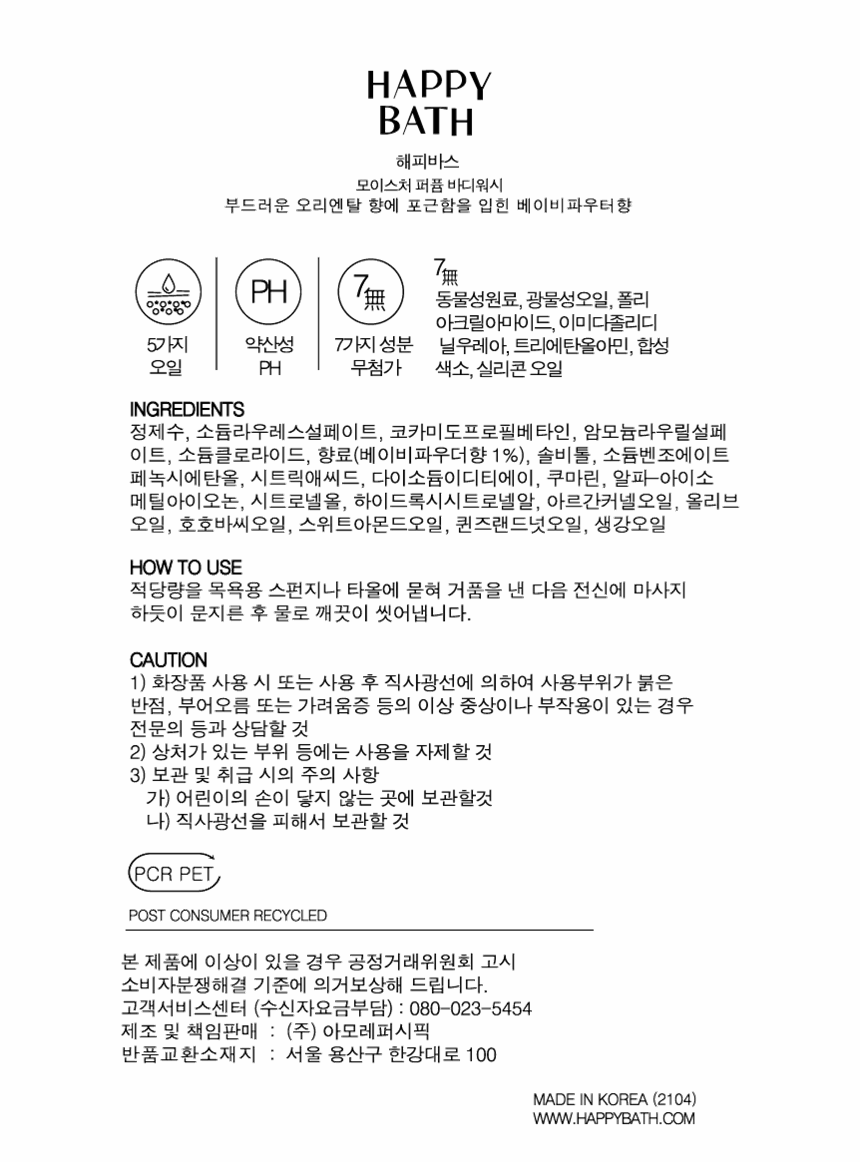 HAPPY
BATH
해피바스
모이스처 퍼퓸 바디워시
부드러운 오리엔탈 향에 포근함을 입힌 베이비파우터향
PH
7無
5가지
오일
약산성
PH
7가지 성분
무첨가
7無
동물성원료, 광물성오일, 폴리
아크릴아마이드, 이미다졸리디
닐우레아, 트리에탄올아민, 합성
색소, 실리콘 오일
INGREDIENTS
정제수, 소듐라우레스설페이트, 코카미도프로필베타인, 암모늄라우릴설페
이트, 소듐클로라이드, 향료(베이비파우더향 1%), 솔비톨, 소듐벤조에이트
페녹시에탄올, 시트릭애씨드, 다이소듐이디티에이, 쿠마린, 알파-아이소
메틸아이오논, 시트로넬올, 하이드록시시트로넬알, 아르간커넬오일, 올리브
오일, 호호바씨오일, 스위트아몬드오일, 퀸즈랜드넛오일, 생강오일
HOW TO USE
적당량을 목욕용 스펀지나 타올에 묻혀 거품을 낸 다음 전신에 마사지
하듯이 문지른 후 물로 깨끗이 씻어냅니다.
CAUTION
1) 화장품 사용 시 또는 사용 후 직사광선에 의하여 사용부위가 붉은
반점, 부어오름 또는 가려움증 등의 이상 중상이나 부작용이 있는 경우
전문의 등과 상담할 것
2) 상처가 있는 부위 등에는 사용을 자제할 것
3) 보관 및 취급 시의 주의 사항
가) 어린이의 손이 닿지 않는 곳에 보관할것
나) 직사광선을 피해서 보관할 것
PCR PET
POST CONSUMER RECYCLED
본 제품에 이상이 있을 경우 공정거래위원회 고시
소비자분쟁해결 기준에 의거보상해 드립니다.
고객서비스센터 (수신자요금부담) : 080-023-5454
제조 및 책임판매 : (주) 아모레퍼시픽
반품교환소재지 : 서울 용산구 한강대로 100
MADE IN KOREA (2104)
WWW.HAPPYBATH.COM